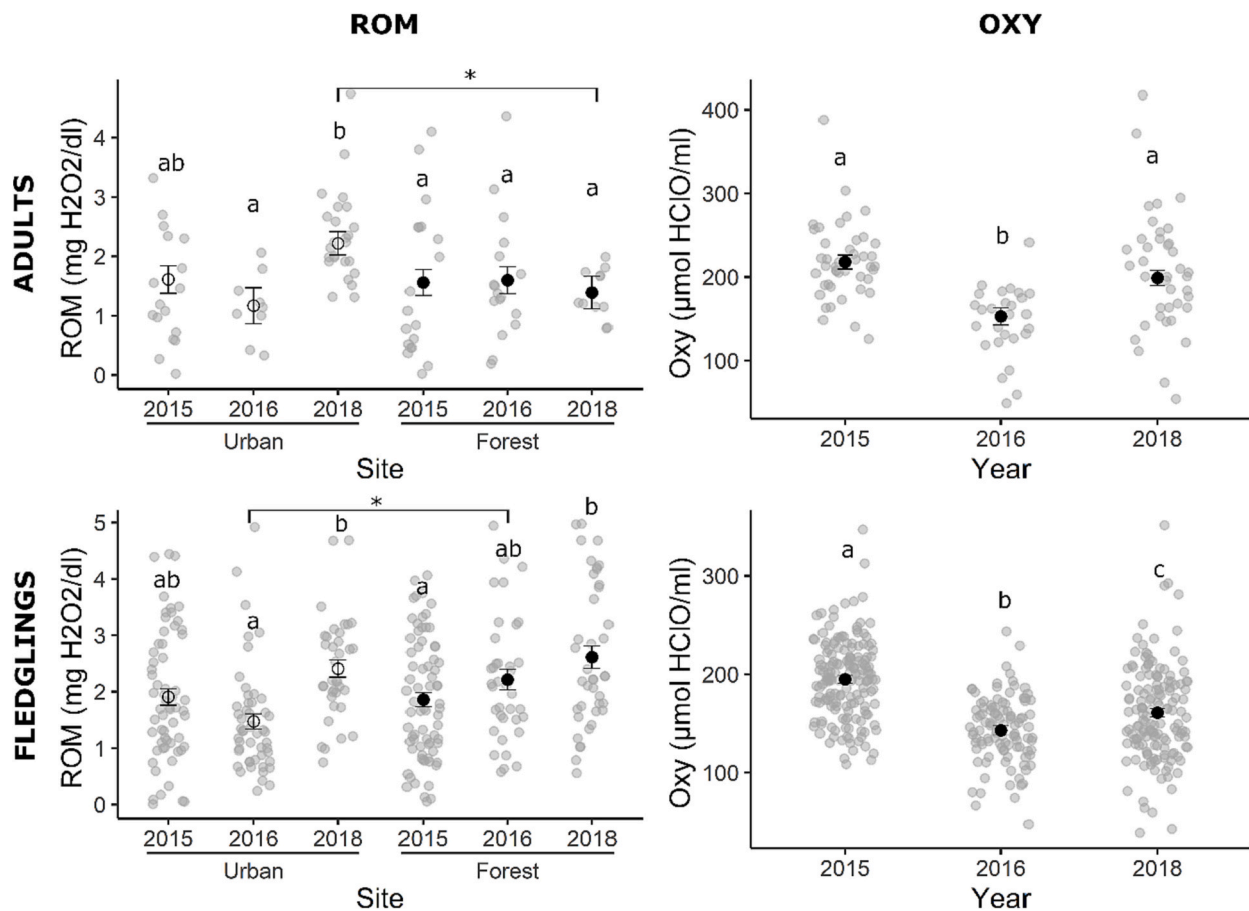 ROM
OXY
ADULTS
ROM (mg H2O2/dl)
4
3
2
1
0
*
ab
a
b
a
a
a
2015 2016 2018 2015 2016 2018
Urban Forest
Site
Oxy (µmol HClO/ml)
400
300
200
100
a
b
a
2015 2016 2018
Year
FLEDGLINGS
ROM (mg H2O2/dl)
5
4
3
2
1
0
*
ab
a
b
a
ab
b
2015 2016 2018 2015 2016 2018
Urban Forest
Site
Oxy (µmol HClO/ml)
300
200
100
a
b
c
2015 2016 2018
Year